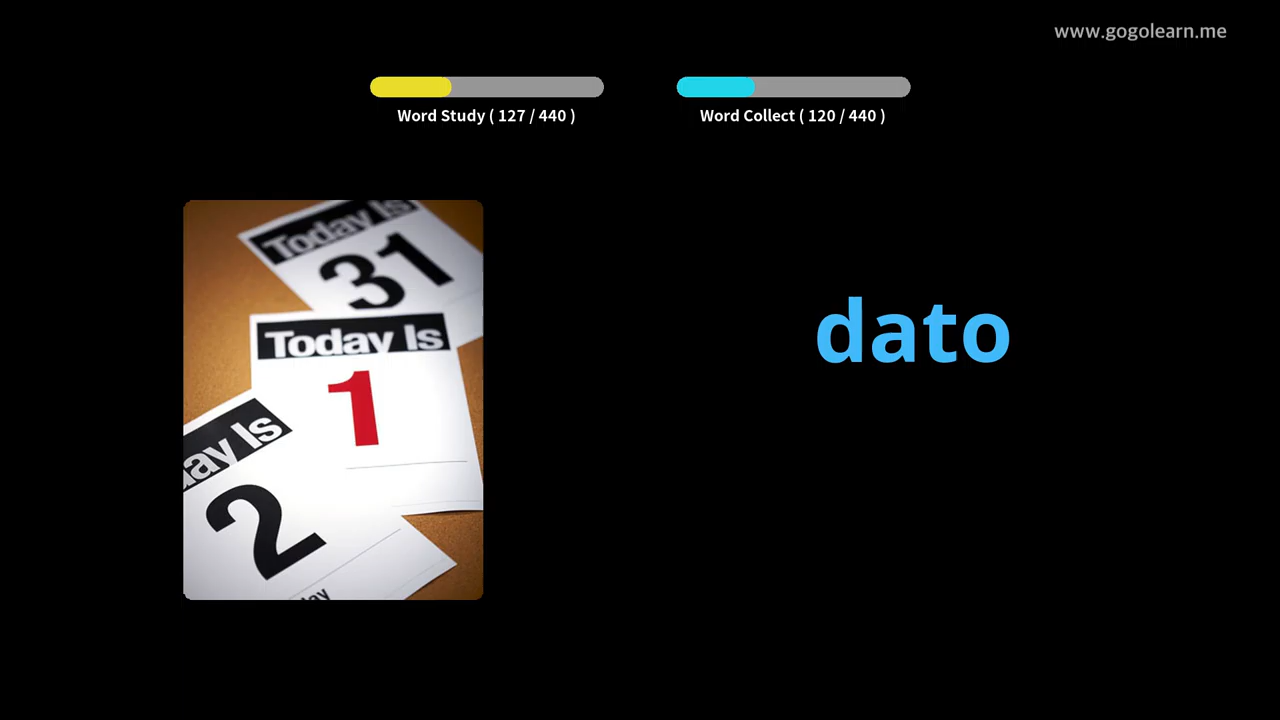 www.gogolearn.me
Word Study ( 127 / 440 )
Word Collect ( 120 / 440 )
Today Is
31
Today Is
1
ay Is
2
dato